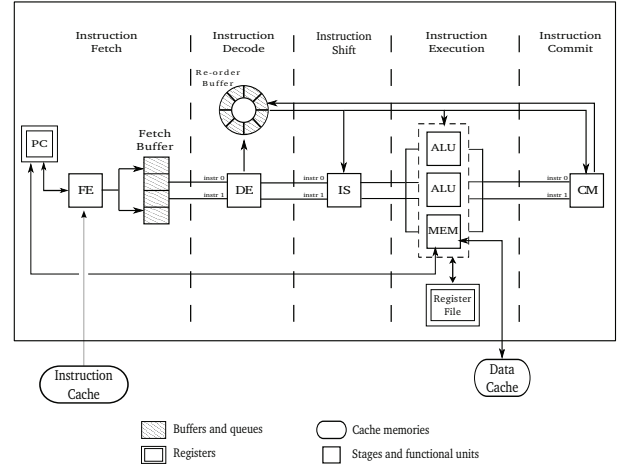 Instruction
Fetch
Instruction
Decode
Instruction
Shift
Instruction
Execution
Instruction
Commit
Re-order
Buffer
PC
Fetch
Buffer
FE
instr 0
instr 1
DE
instr 0
instr 1
IS
ALU
ALU
MEM
instr 0
instr 1
CM
Register
File
Instruction
Cache
Data
Cache
Buffers and queues
Cache memories
Registers
Stages and functional units